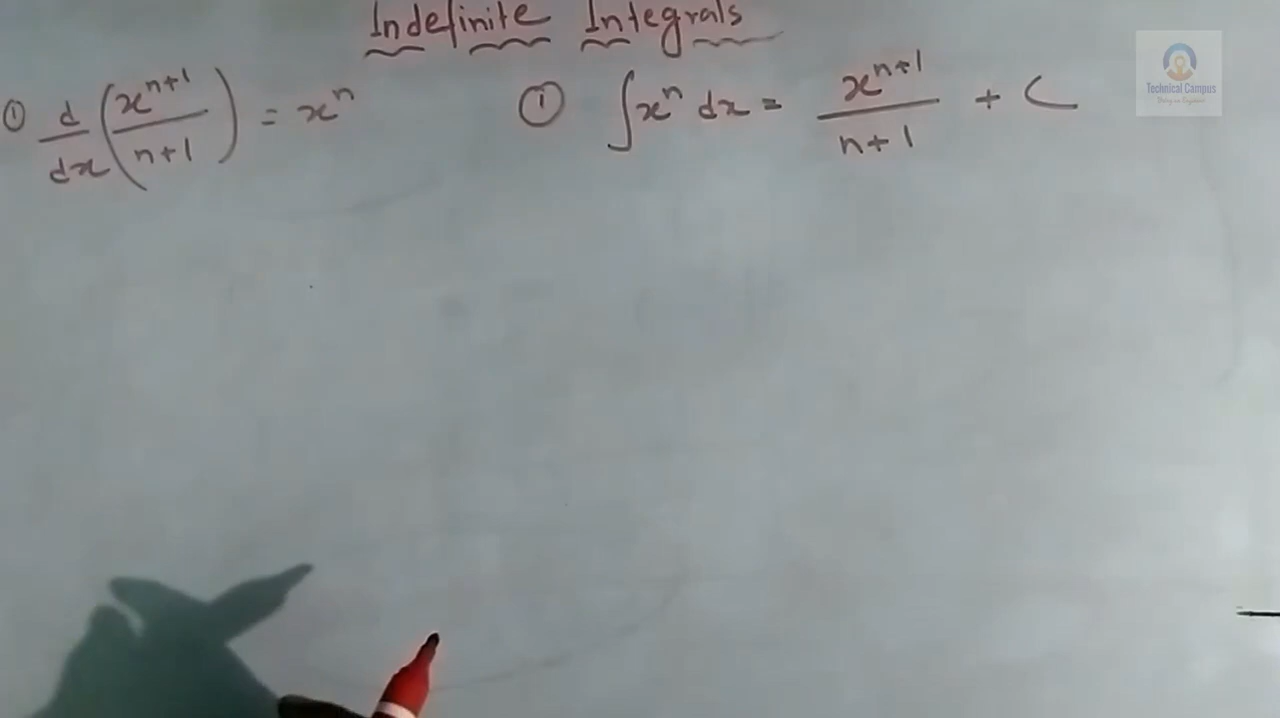 Indefinite Integrals
① d/dx (x^(n+1)/(n+1)) = x^n
① ∫x^n dx = x^(n+1)/(n+1) + C
Technical Campus